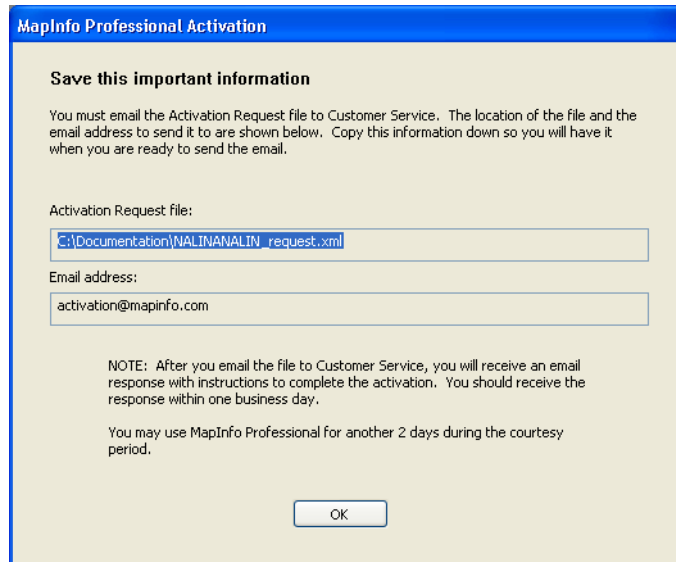 MapInfo Professional Activation
Save this important information
You must email the Activation Request file to Customer Service. The location of the file and the
email address to send it to are shown below. Copy this information down so you will have it
when you are ready to send the email.
Activation Request file:
C:\Documentation\NALINANALIN_request.xml
Email address:
activation@mapinfo.com
NOTE: After you email the file to Customer Service, you will receive an email
response with instructions to complete the activation. You should receive the
response within one business day.
You may use MapInfo Professional for another 2 days during the courtesy
period.
OK